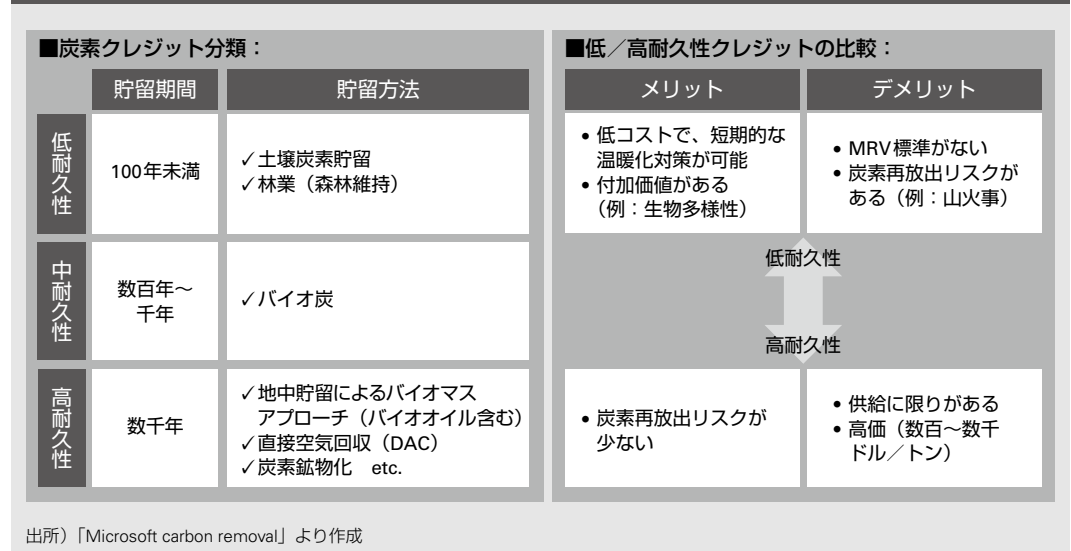 ■炭素クレジット分類：
貯留期間
貯留方法
低耐久性
100年未満
✓土壌炭素貯留
✓林業（森林維持）
中耐久性
数百年〜
千年
✓バイオ炭
高耐久性
数千年
✓地中貯留によるバイオマス
アプローチ（バイオオイル含む）
✓直接空気回収（DAC）
✓炭素鉱物化　etc.
■低／高耐久性クレジットの比較：
メリット
デメリット
• 低コストで、短期的な
温暖化対策が可能
• 付加価値がある
（例：生物多様性）
• MRV標準がない
• 炭素再放出リスクが
ある（例：山火事）
低耐久性
高耐久性
• 炭素再放出リスクが
少ない
• 供給に限りがある
• 高価（数百〜数千
ドル／トン）
出所）「Microsoft carbon removal」より作成